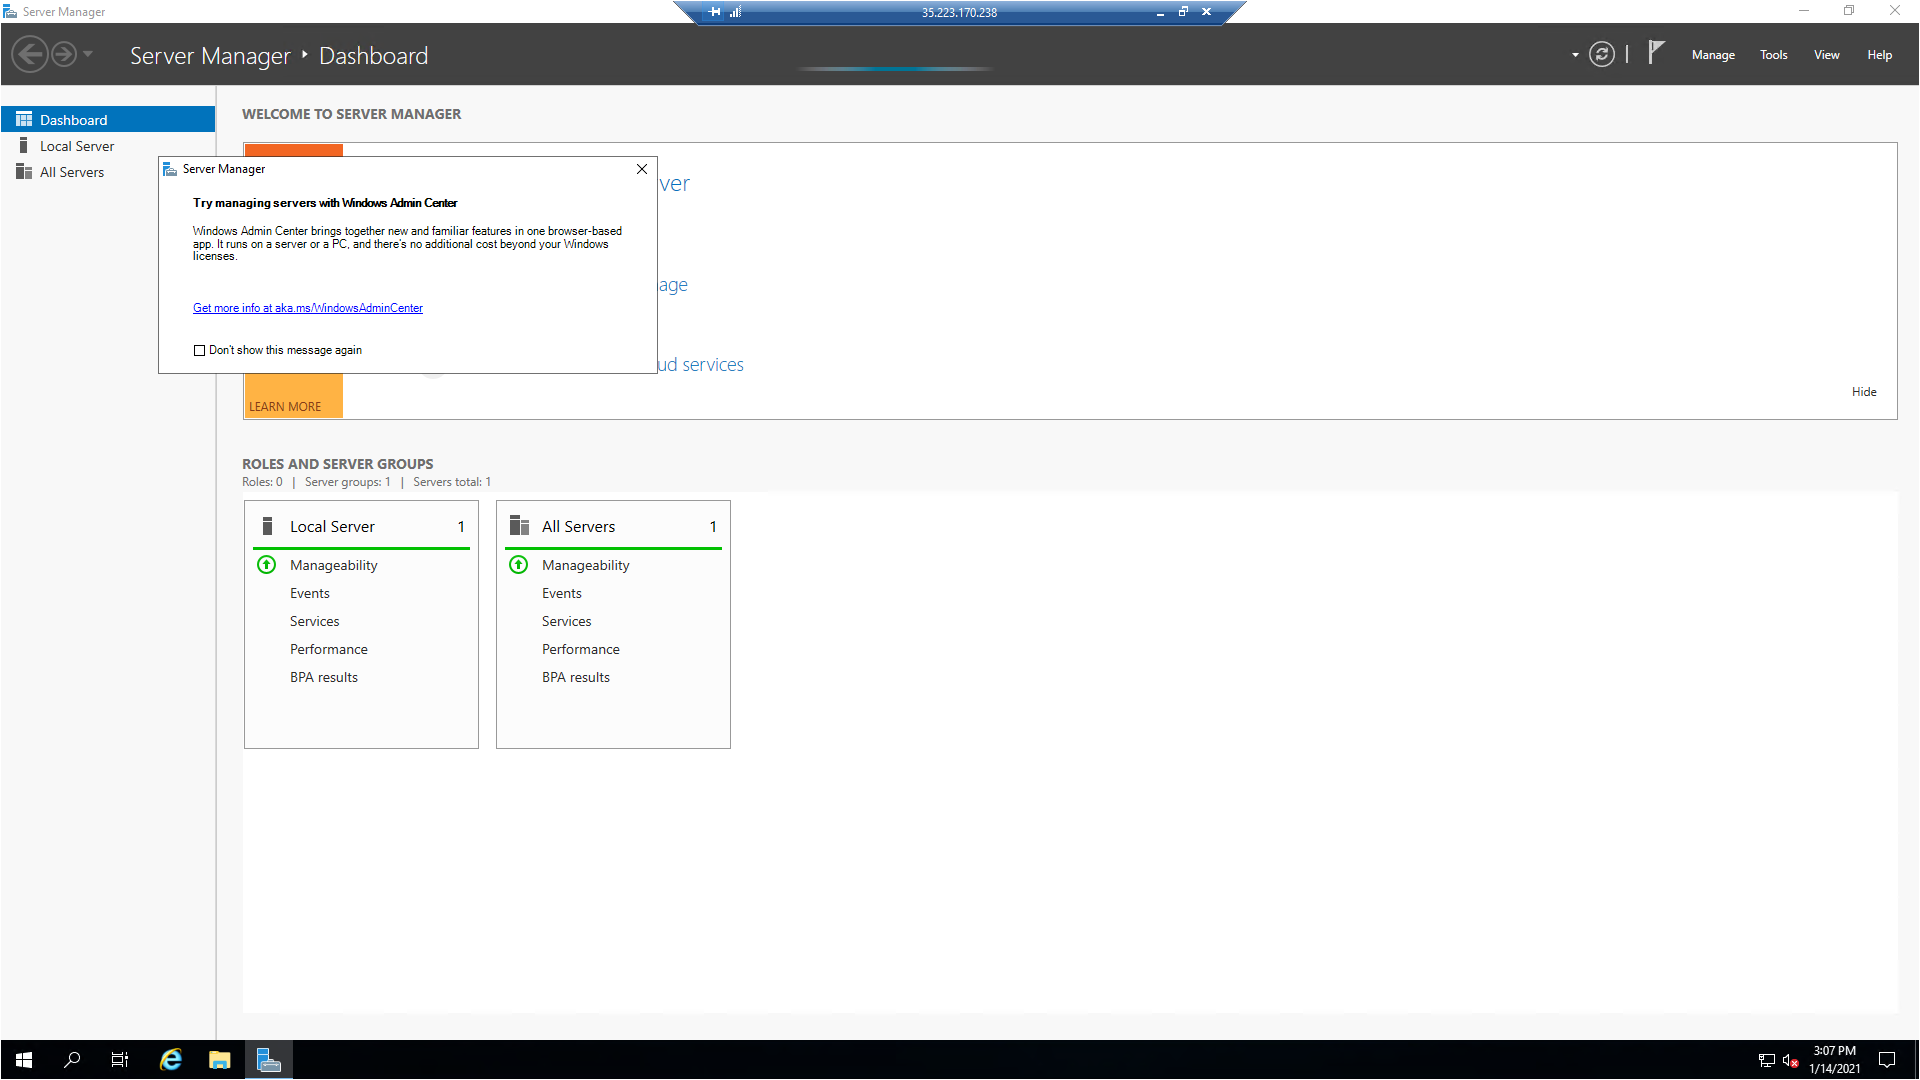 Server Manager
35.223.170.238
Server Manager Dashboard
Manage Tools View Help
Dashboard
Local Server
All Servers
WELCOME TO SERVER MANAGER
Server Manager
Try managing servers with Windows Admin Center
Windows Admin Center brings together new and familiar features in one browser-based
app. It runs on a server or a PC, and there's no additional cost beyond your Windows
licenses.
Get more info at aka.ms/WindowsAdminCenter
Don't show this message again
ver
age
ud services
Hide
LEARN MORE
ROLES AND SERVER GROUPS
Roles: 0 | Server groups: 1 | Servers total: 1
Local Server 1
Manageability
Events
Services
Performance
BPA results
All Servers 1
Manageability
Events
Services
Performance
BPA results
3:07 PM
1/14/2021